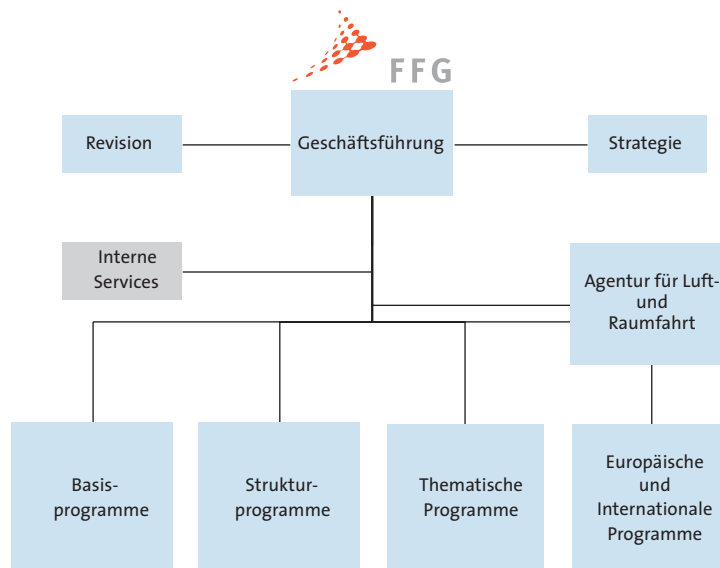 FFG
Revision
Geschäftsführung
Strategie
Interne
Services
Agentur für Luft-
und
Raumfahrt
Basis-
programme
Struktur-
programme
Thematische
Programme
Europäische
und
Internationale
Programme